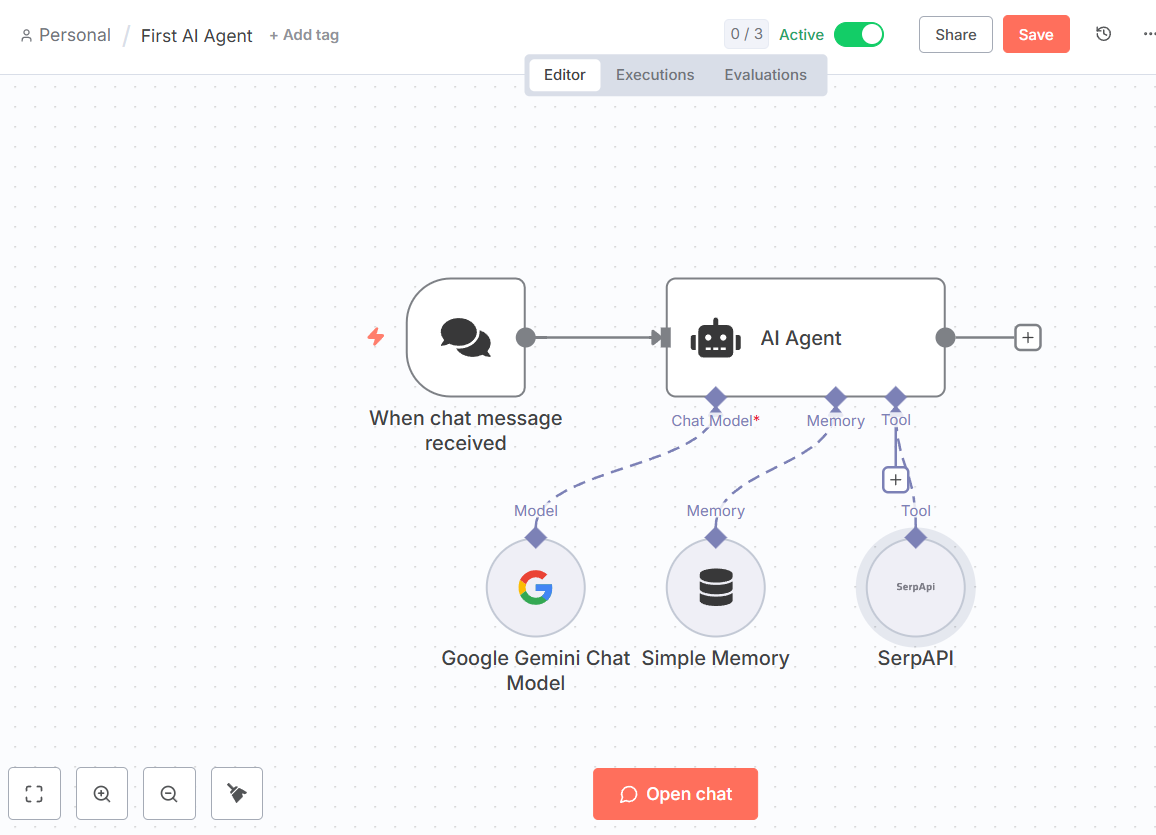 Personal / First AI Agent + Add tag
0 / 3 Active Share Save
Editor Executions Evaluations
AI Agent
When chat message
received
Chat Model* Memory Tool
Model Memory Tool
SerpApi
Google Gemini Chat
Model
Simple Memory
SerpAPI
Open chat